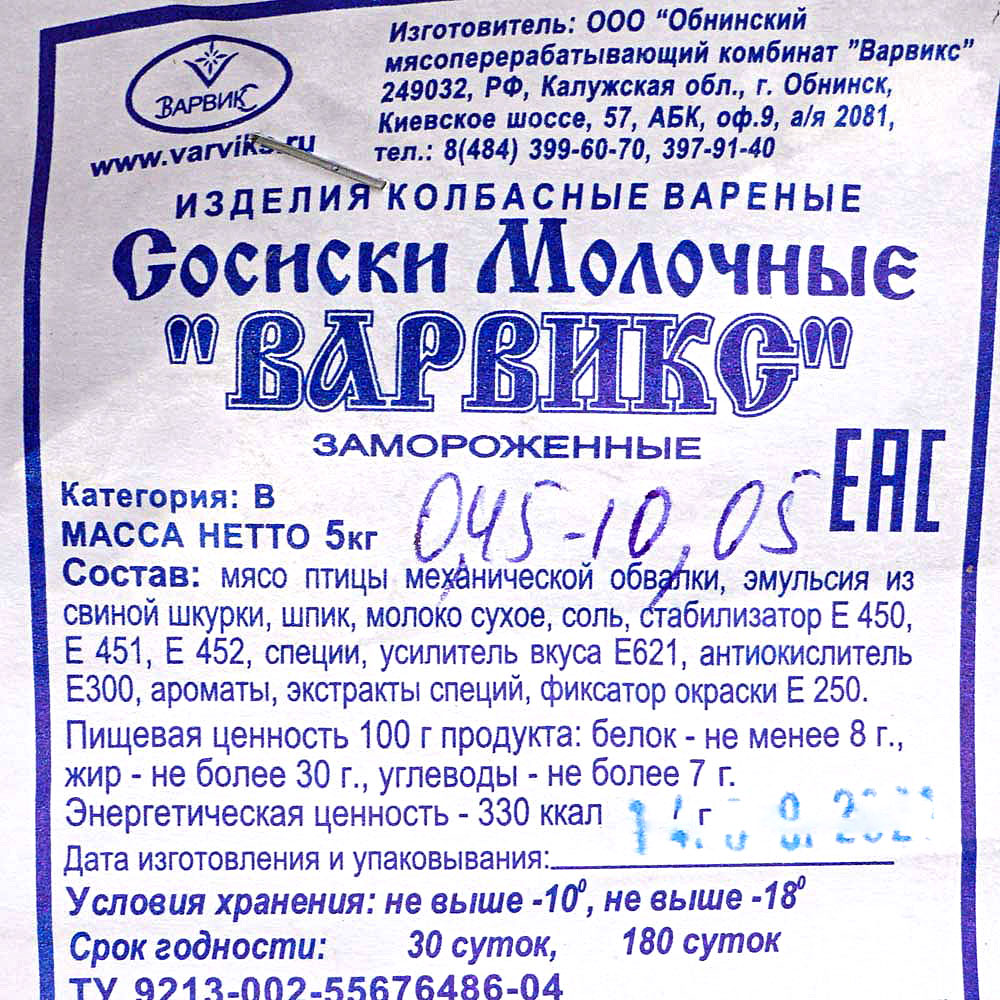 Изготовитель: ООО "Обнинский
мясоперерабатывающий комбинат "Варвикс"
249032, РФ, Калужская обл., г. Обнинск,
Киевское шоссе, 57, АБК, оф.9, а/я 2081,
тел.: 8(484) 399-60-70, 397-91-40
ВАРВИКС
www.varviks.ru
ИЗДЕЛИЯ КОЛБАСНЫЕ ВАРЕНЫЕ
Сосиски Молочные
"ВАРВИКС"
ЗАМОРОЖЕННЫЕ
EAC
Категория: В
МАССА НЕТТО 5кг
0,45-10,05
Состав: мясо птицы механической обвалки, эмульсия из
свиной шкурки, шпик, молоко сухое, соль, стабилизатор Е 450,
Е 451, Е 452, специи, усилитель вкуса Е621, антиокислитель
Е300, ароматы, экстракты специй, фиксатор окраски Е 250.
Пищевая ценность 100 г продукта: белок - не менее 8 г.,
жир - не более 30 г., углеводы - не более 7 г.
Энергетическая ценность - 330 ккал / г
Дата изготовления и упаковывания:
Условия хранения: не выше -10⁰, не выше -18⁰
Срок годности: 30 суток, 180 суток
ТУ 9213-002-55676486-04